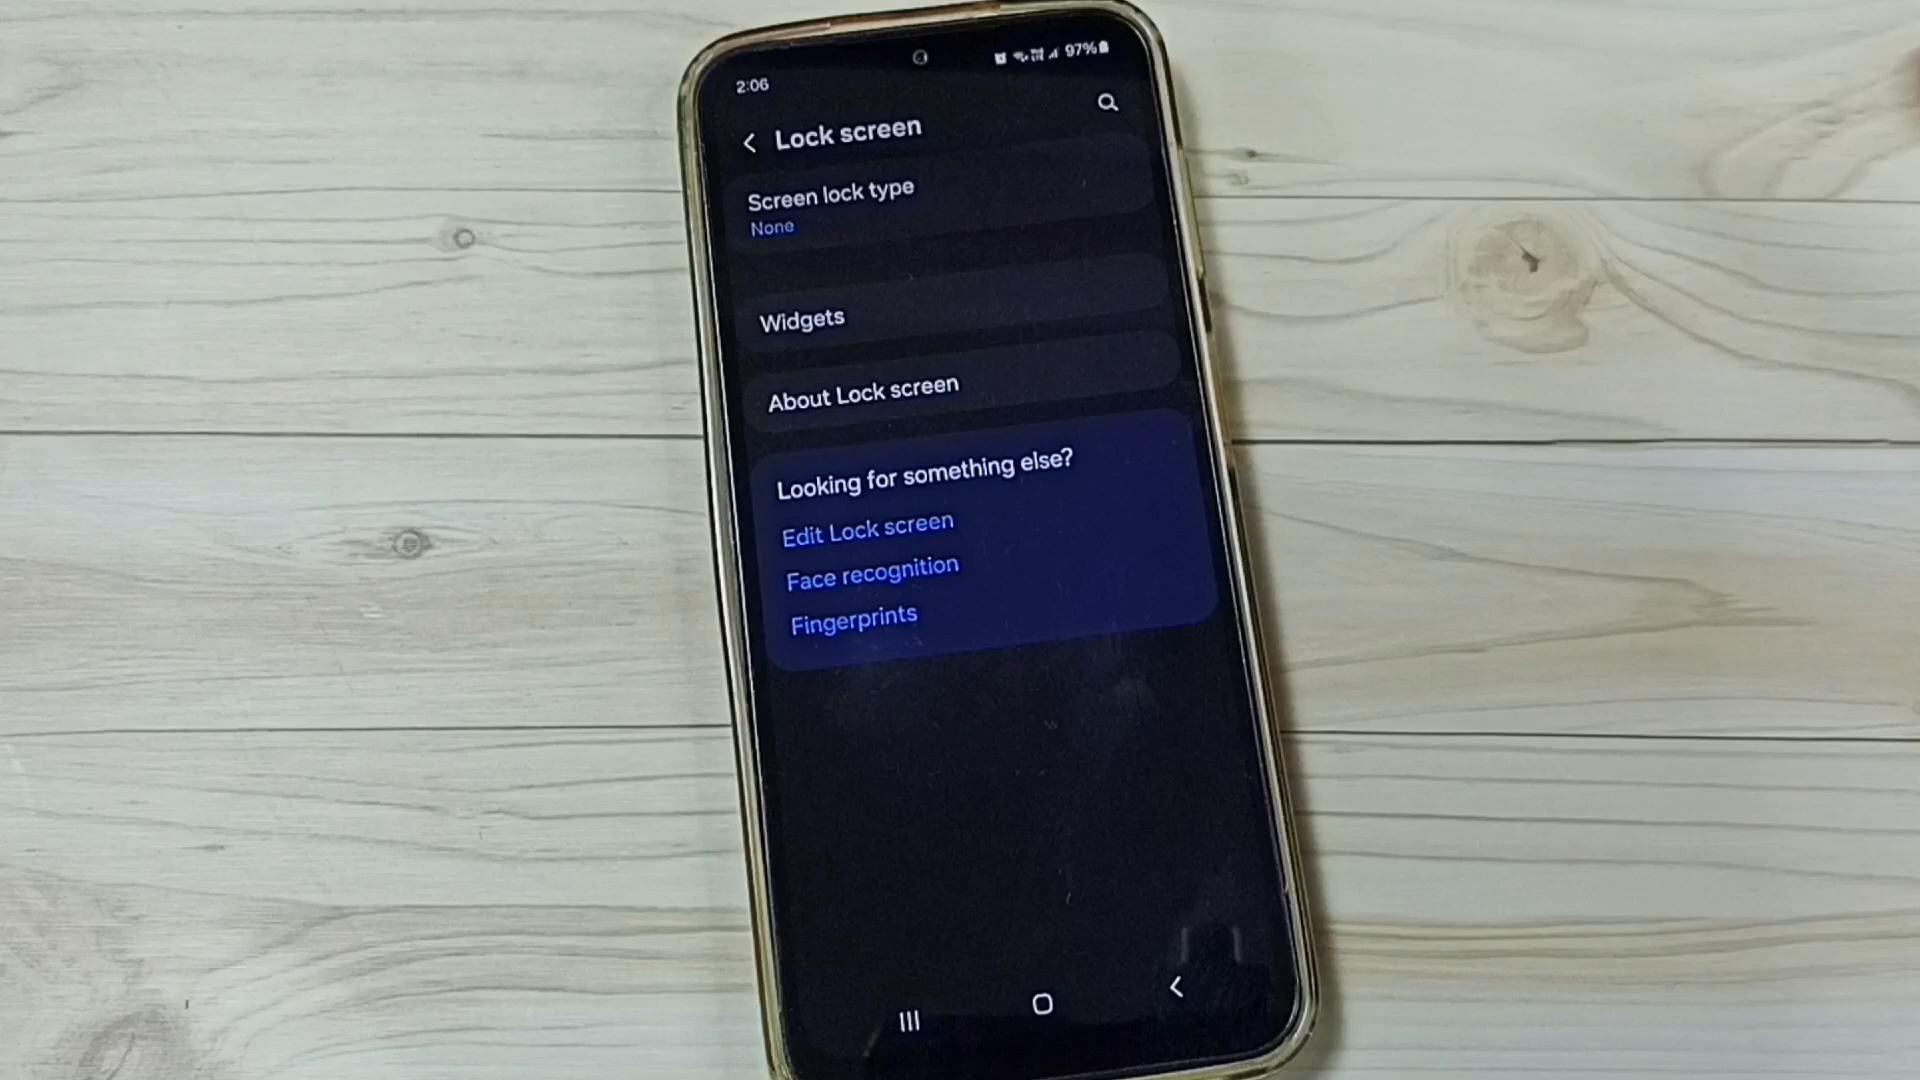 2:06
97%
Lock screen
Screen lock type
None
Widgets
About Lock screen
Looking for something else?
Edit Lock screen
Face recognition
Fingerprints